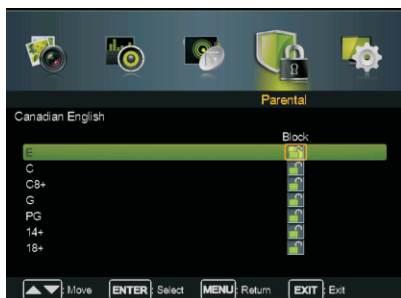 Parental
Canadian English
Block
E
C
C8+
G
PG
14+
18+
▲▼: Move ENTER: Select MENU: Return EXIT: Exit